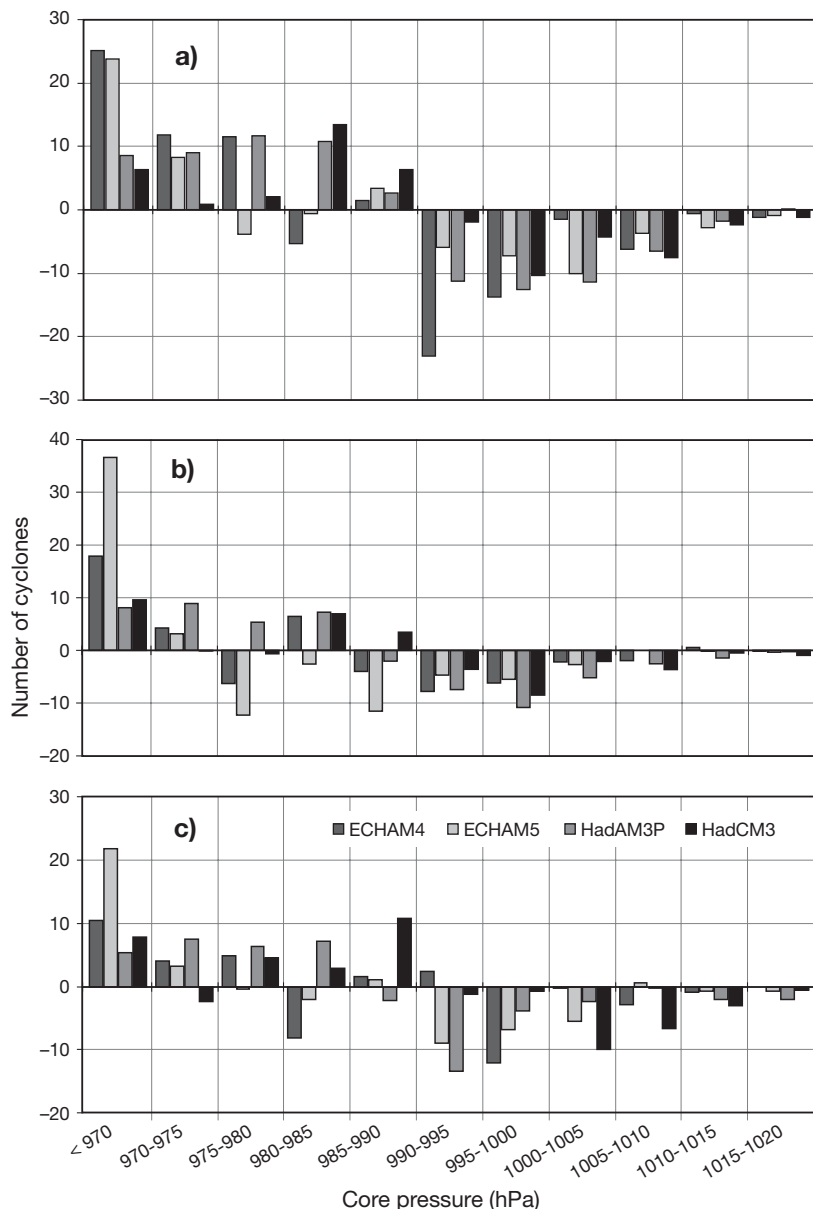 30
a)
20
10
0
–10
–20
–30
40
b)
30
20
10
0
–10
–20
Number of cyclones
30
c)
ECHAM4 ECHAM5 HadAM3P HadCM3
20
10
0
–10
–20
< 970 970-975 975-980 980-985 985-990 990-995 995-1000 1000-1005 1005-1010 1010-1015 1015-1020
Core pressure (hPa)